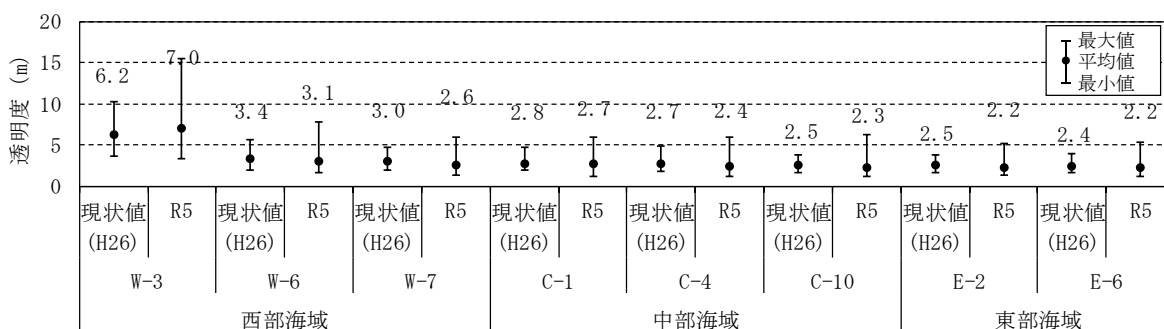 透明度 (m)
20
15
10
5
0
最大値
平均値
最小値
6.2 7.0 3.4 3.1 3.0 2.6 2.8 2.7 2.7 2.4 2.5 2.3 2.5 2.2 2.4 2.2
現状値 R5 現状値 R5 現状値 R5 現状値 R5 現状値 R5 現状値 R5 現状値 R5 現状値 R5
(H26) (H26) (H26) (H26) (H26) (H26) (H26) (H26)
W-3 W-6 W-7 C-1 C-4 C-10 E-2 E-6
西部海域 中部海域 東部海域